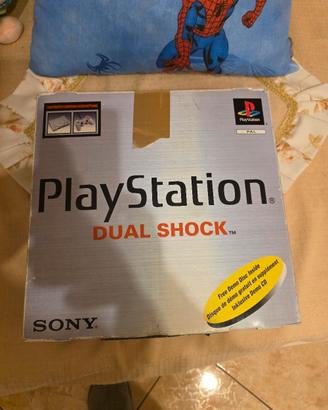 PlayStation
PAL
PlayStation®
DUAL SHOCK™
Free Demo Disc Inside
Disque de démo gratuit en supplément
Inklusive Demo CD
SONY